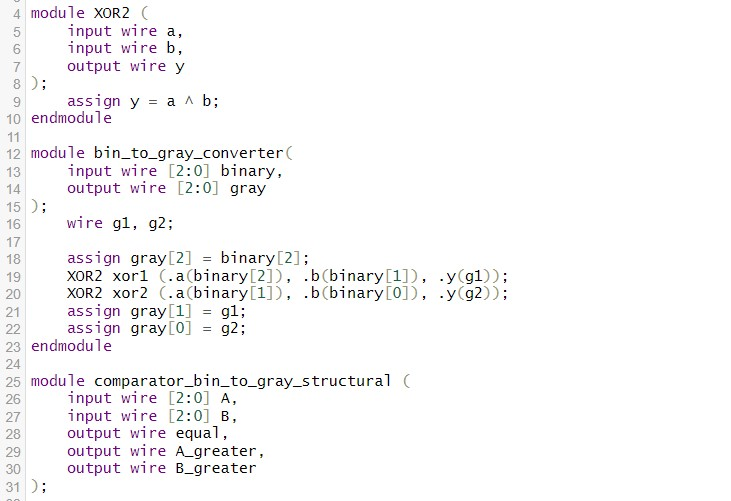 4 module XOR2 (
5     input wire a,
6     input wire b,
7     output wire y
8 );
9     assign y = a ^ b;
10 endmodule
11
12 module bin_to_gray_converter(
13     input wire [2:0] binary,
14     output wire [2:0] gray
15 );
16     wire g1, g2;
17
18     assign gray[2] = binary[2];
19     XOR2 xor1 (.a(binary[2]), .b(binary[1]), .y(g1));
20     XOR2 xor2 (.a(binary[1]), .b(binary[0]), .y(g2));
21     assign gray[1] = g1;
22     assign gray[0] = g2;
23 endmodule
24
25 module comparator_bin_to_gray_structural (
26     input wire [2:0] A,
27     input wire [2:0] B,
28     output wire equal,
29     output wire A_greater,
30     output wire B_greater
31 );